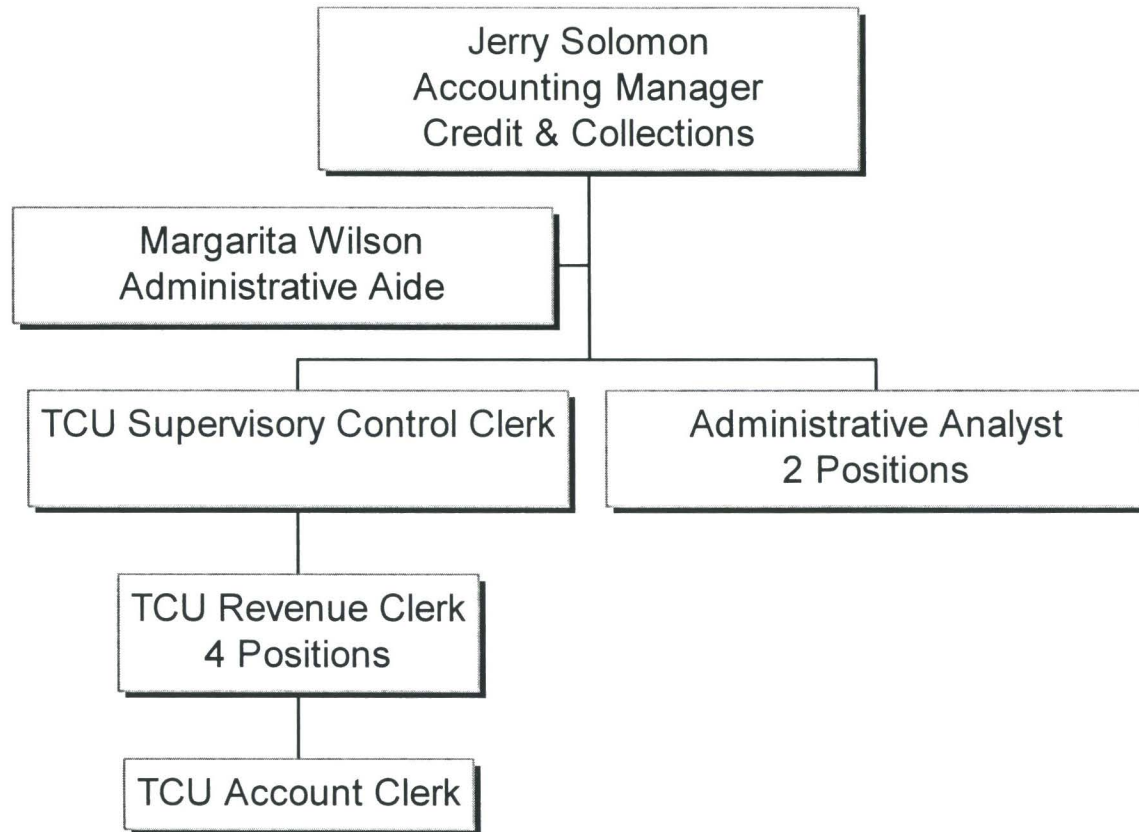 Jerry Solomon
Accounting Manager
Credit & Collections
Margarita Wilson
Administrative Aide
TCU Supervisory Control Clerk
Administrative Analyst
2 Positions
TCU Revenue Clerk
4 Positions
TCU Account Clerk